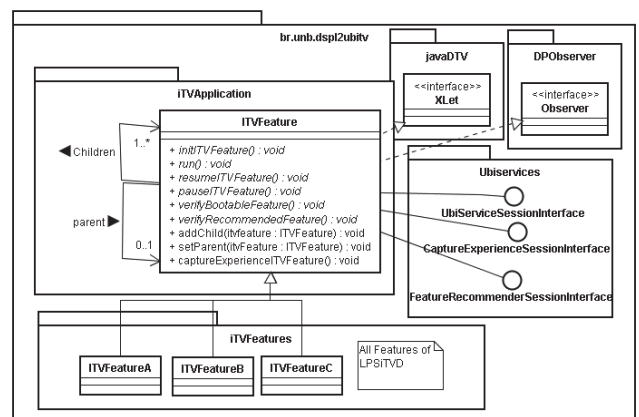 br.unb.dspl2ubitv
javaDTV
<<interface>>
XLet
DPObserver
<<interface>>
Observer
iTVApplication
ITVFeature
+ initITVFeature() : void
+ run() : void
+ resumeITVFeature() : void
+ pauseITVFeature() : void
+ verifyBootableFeature() : void
+ verifyRecommendedFeature() : void
+ addChild(itvfeature : ITVFeature) : void
+ setParent(itvFeature : ITVFeature) : void
+ captureExperienceITVFeature() : void
Children
1..*
parent
0..1
Ubiservices
UbiServiceSessionInterface
CaptureExperienceSessionInterface
FeatureRecommenderSessionInterface
iTVFeatures
ITVFeatureA
ITVFeatureB
ITVFeatureC
All Features of
LPSiTVD